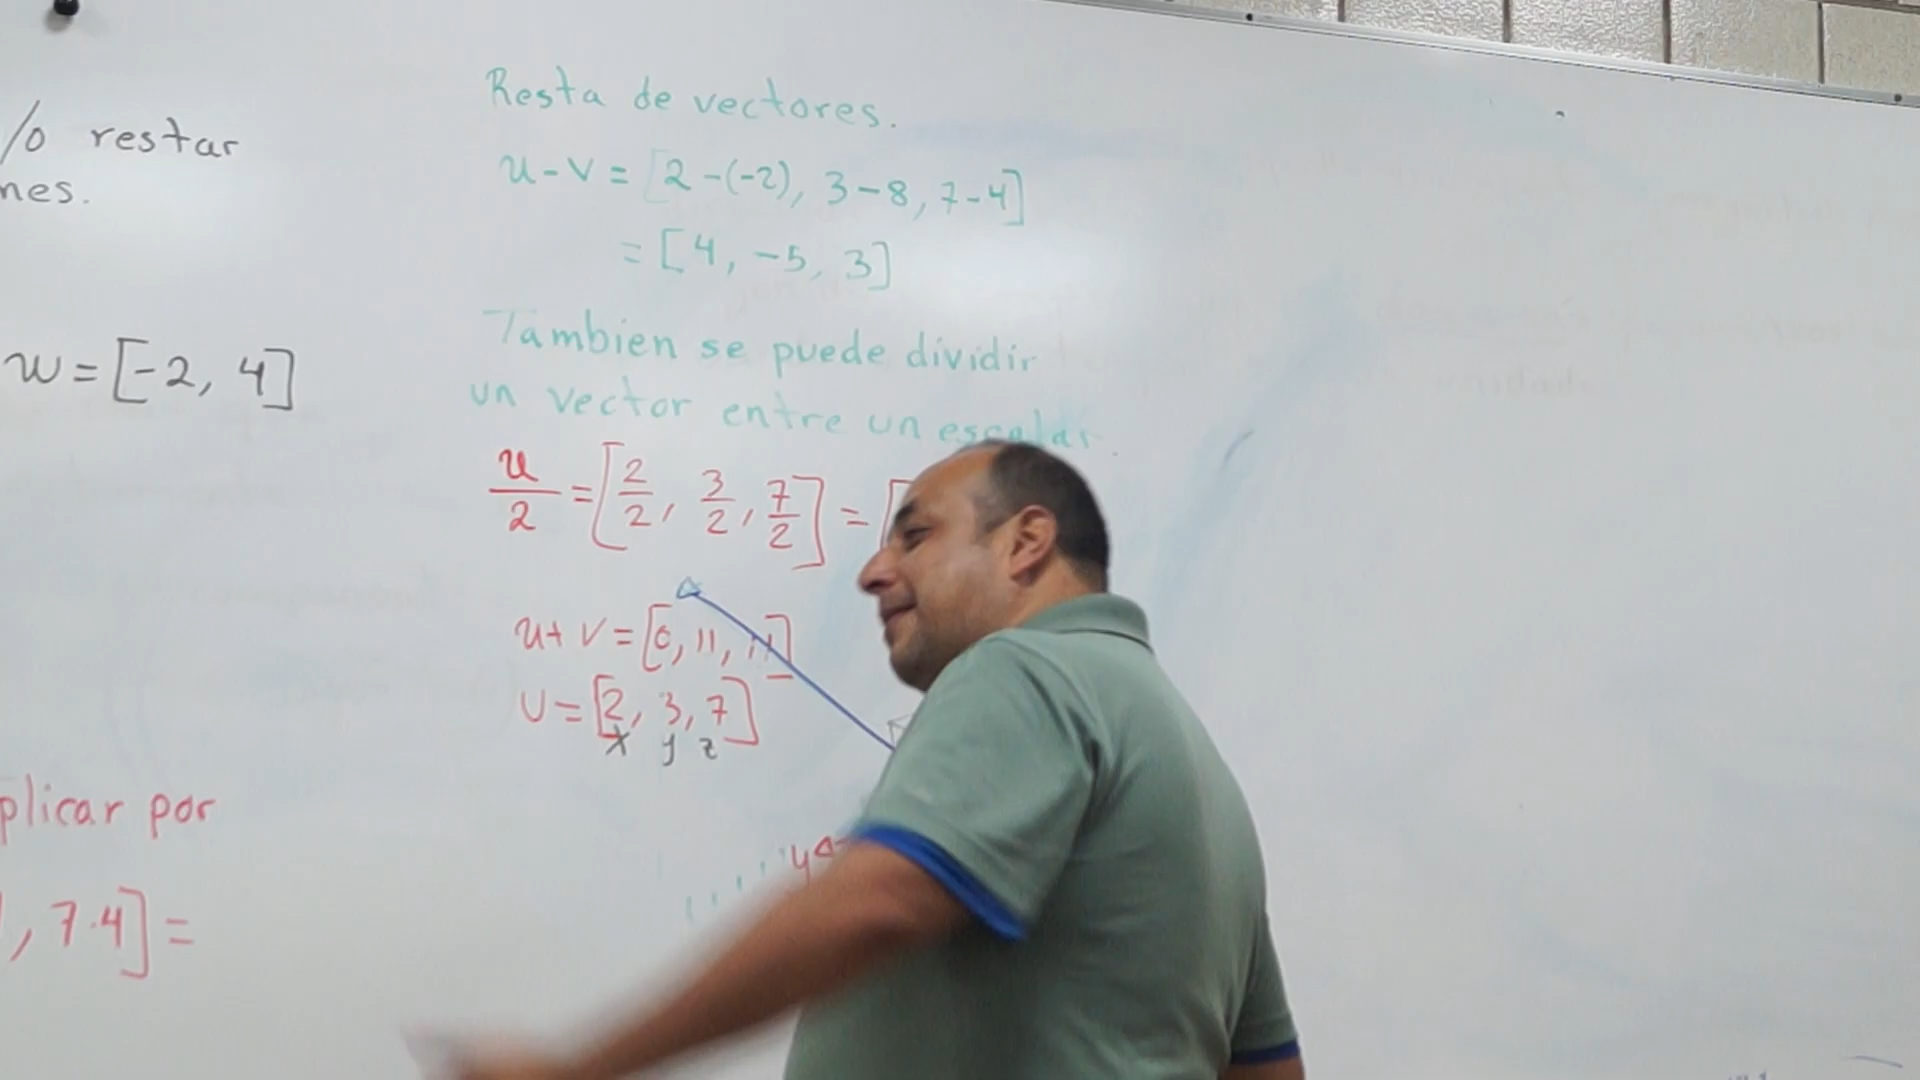 /o restar
nes.
w = [-2, 4]
plicar por
, 7·4] =
Resta de vectores.
u - v = [2 -(-2), 3 - 8, 7 - 4]
= [4, -5, 3]
Tambien se puede dividir
un vector entre un escalar.
u/2 = [2/2, 3/2, 7/2] = [
u + v = [0, 11, 11]
U = [2, 3, 7]
x y z
y